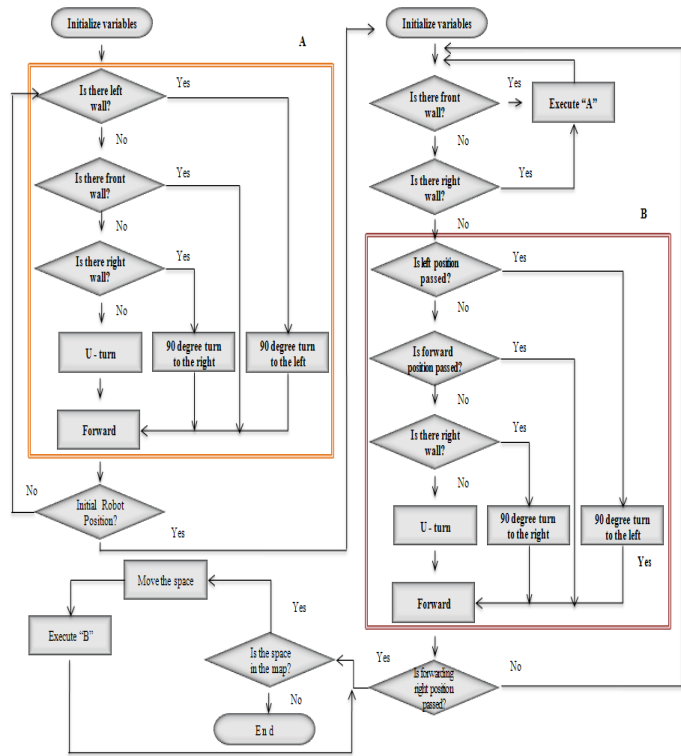 Initialize variables
A
Is there left
wall?
Yes
No
Is there front
wall?
Yes
No
Is there right
wall?
Yes
No
U - turn
90 degree turn
to the right
90 degree turn
to the left
Forward
No
Initial Robot
Position?
Yes
Initialize variables
Is there front
wall?
Yes
Execute “A”
No
Is there right
wall?
Yes
No
B
Is left position
passed?
Yes
No
Is forward
position passed?
Yes
No
Is there right
wall?
Yes
No
U - turn
90 degree turn
to the right
90 degree turn
to the left
Yes
Forward
Is forwarding
right position
passed?
Yes
No
Move the space
Execute “B”
Yes
Is the space
in the map?
No
End